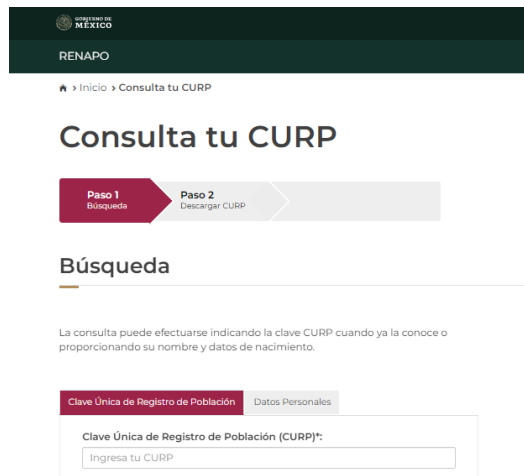 GOBIERNO DE
MÉXICO
RENAPO
> Inicio > Consulta tu CURP
Consulta tu CURP
Paso 1
Búsqueda
Paso 2
Descargar CURP
Búsqueda
La consulta puede efectuarse indicando la clave CURP cuando ya la conoce o
proporcionando su nombre y datos de nacimiento.
Clave Única de Registro de Población
Datos Personales
Clave Única de Registro de Población (CURP)*:
Ingresa tu CURP